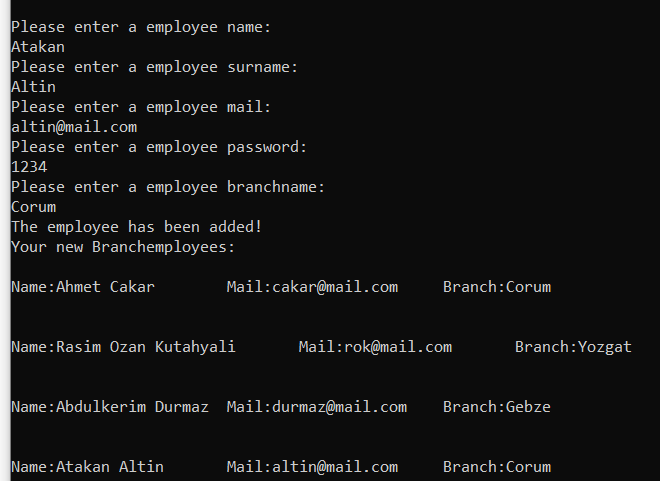 Please enter a employee name:
Atakan
Please enter a employee surname:
Altin
Please enter a employee mail:
altin@mail.com
Please enter a employee password:
1234
Please enter a employee branchname:
Corum
The employee has been added!
Your new Branchemployees:
Name:Ahmet Cakar Mail:cakar@mail.com Branch:Corum
Name:Rasim Ozan Kutahyali Mail:rok@mail.com Branch:Yozgat
Name:Abdulkerim Durmaz Mail:durmaz@mail.com Branch:Gebze
Name:Atakan Altin Mail:altin@mail.com Branch:Corum